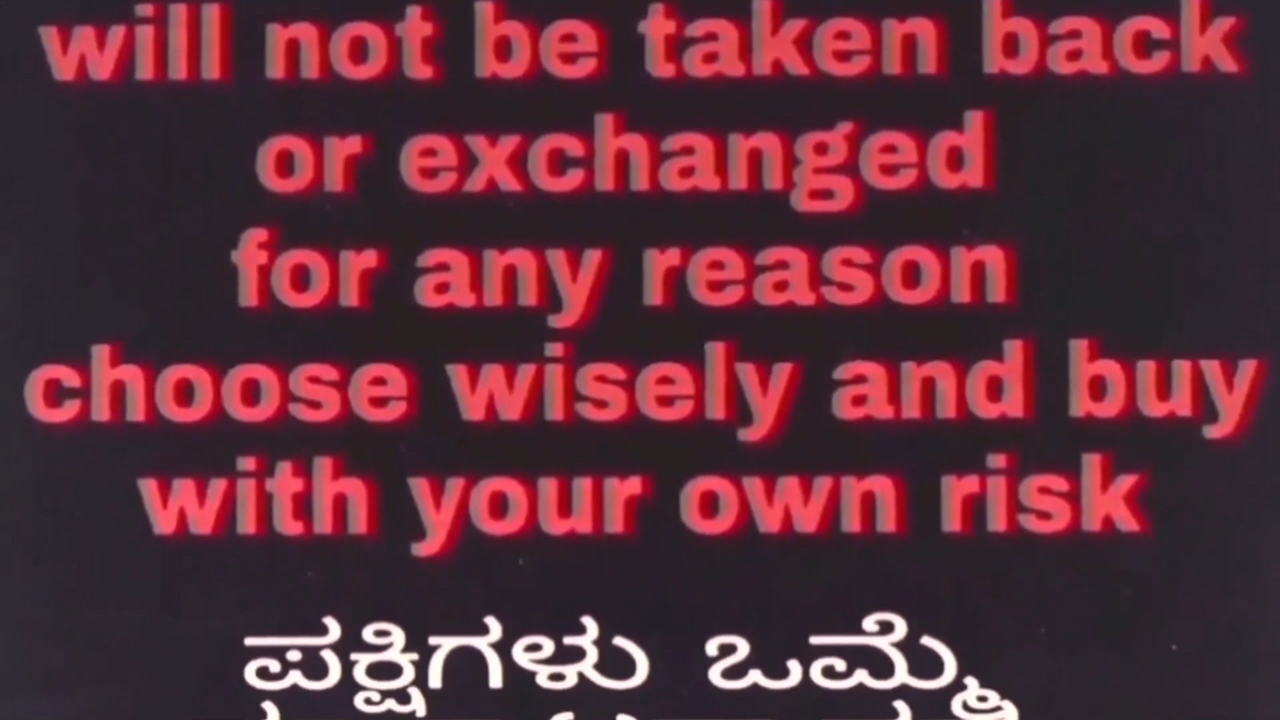 will not be taken back
or exchanged
for any reason
choose wisely and buy
with your own risk
ಪಕ್ಷಿಗಳು ಒಮ್ಮೆ